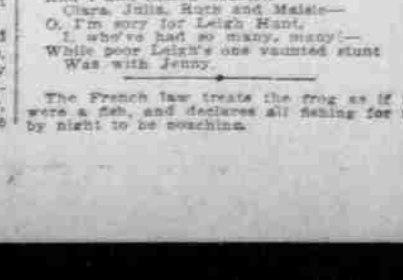 Clara, Julia, Ruth and Maisie—
O, I'm sorry for Leigh Hunt,
I, who've had so many, many!—
While poor Leigh's one vaunted stunt
Was with Jenny.
The French law treats the frog as if
were a fish, and declares all fishing for
by night to be poaching.